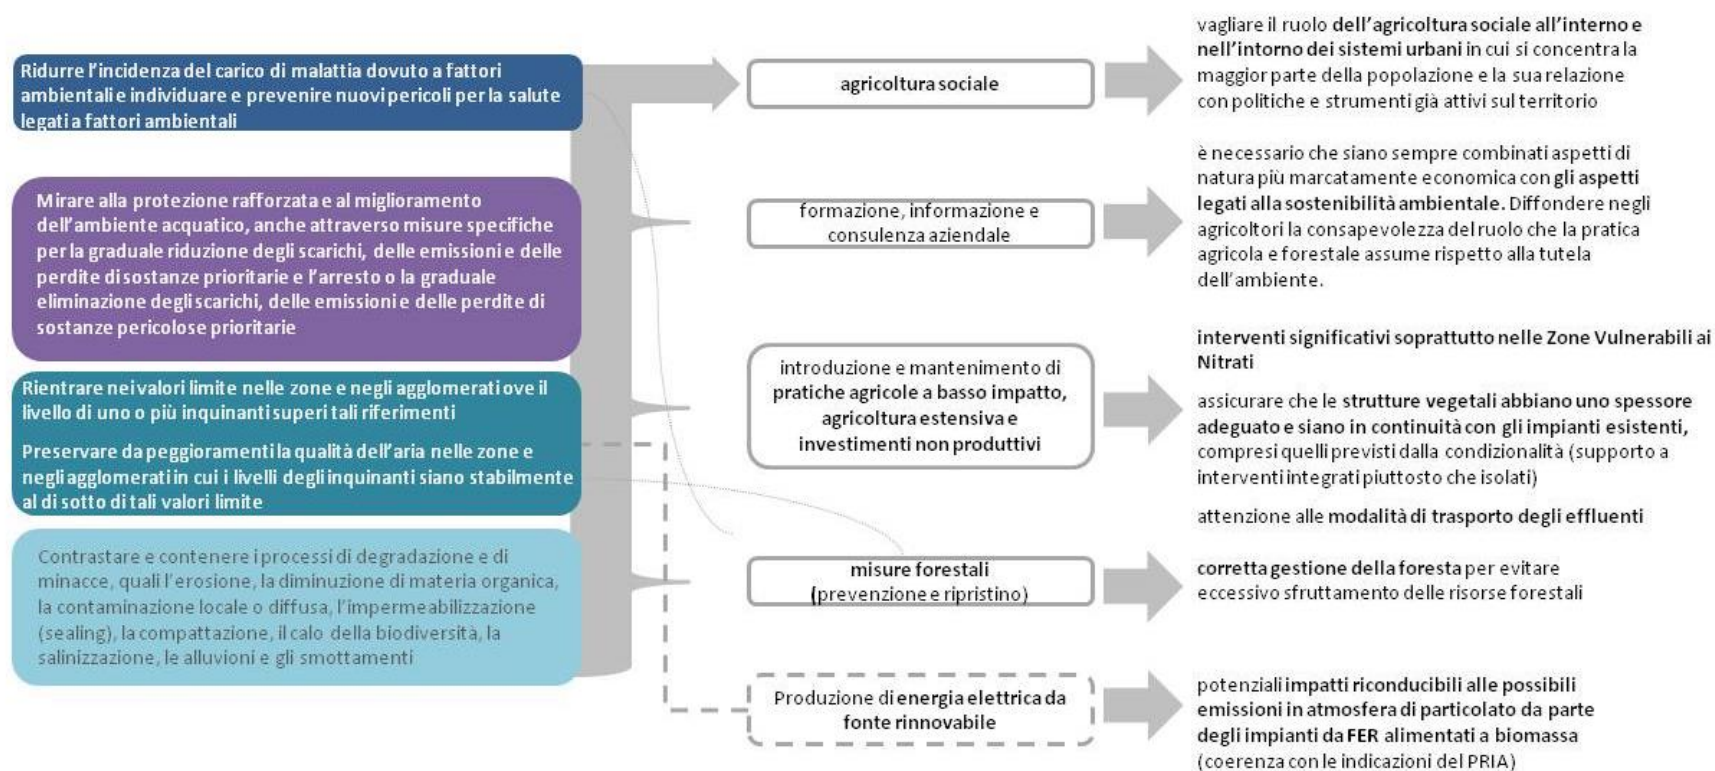 Ridurre l'incidenza del carico di malattia dovuto a fattori
ambientali e individuare e prevenire nuovi pericoli per la salute
legati a fattori ambientali
Mirare alla protezione rafforzata e al miglioramento
dell'ambiente acquatico, anche attraverso misure specifiche
per la graduale riduzione degli scarichi, delle emissioni e delle
perdite di sostanze prioritarie e l'arresto o la graduale
eliminazione degli scarichi, delle emissioni e delle perdite di
sostanze pericolose prioritarie
Rientrare nei valori limite nelle zone e negli agglomerati ove il
livello di uno o più inquinanti superi tali riferimenti
Preservare da peggioramenti la qualità dell'aria nelle zone e
negli agglomerati in cui i livelli degli inquinanti siano stabilmente
al di sotto di tali valori limite
Contrastare e contenere i processi di degradazione e di
minacce, quali l'erosione, la diminuzione di materia organica,
la contaminazione locale o diffusa, l'impermeabilizzazione
(sealing), la compattazione, il calo della biodiversità, la
salinizzazione, le alluvioni e gli smottamenti
agricoltura sociale
formazione, informazione e
consulenza aziendale
introduzione e mantenimento di
pratiche agricole a basso impatto,
agricoltura estensiva e
investimenti non produttivi
misure forestali
(prevenzione e ripristino)
Produzione di energia elettrica da
fonte rinnovabile
vagliare il ruolo dell'agricoltura sociale all'interno e
nell'intorno dei sistemi urbani in cui si concentra la
maggior parte della popolazione e la sua relazione
con politiche e strumenti già attivi sul territorio
è necessario che siano sempre combinati aspetti di
natura più marcatamente economica con gli aspetti
legati alla sostenibilità ambientale. Diffondere negli
agricoltori la consapevolezza del ruolo che la pratica
agricola e forestale assume rispetto alla tutela
dell'ambiente.
interventi significativi soprattutto nelle Zone Vulnerabili ai
Nitrati
assicurare che le strutture vegetali abbiano uno spessore
adeguato e siano in continuità con gli impianti esistenti,
compresi quelli previsti dalla condizionalità (supporto a
interventi integrati piuttosto che isolati)
attenzione alle modalità di trasporto degli effluenti
corretta gestione della foresta per evitare
eccessivo sfruttamento delle risorse forestali
potenziali impatti riconducibili alle possibili
emissioni in atmosfera di particolato da parte
degli impianti da FER alimentati a biomassa
(coerenza con le indicazioni del PRIA)